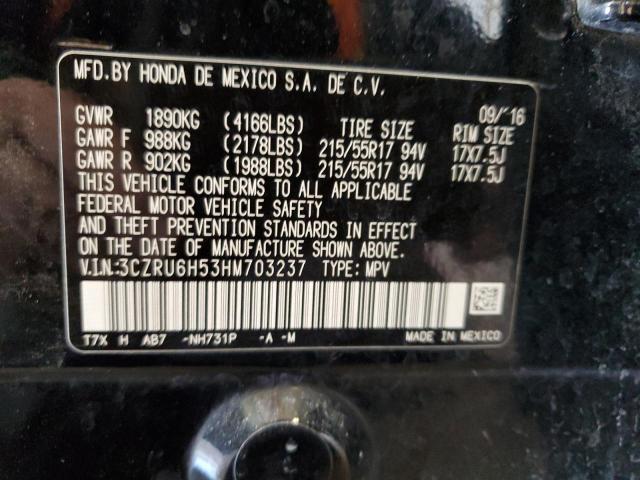 MFD.BY HONDA DE MEXICO S.A. DE C.V.
09/'16
GVWR 1890KG (4166LBS) TIRE SIZE RIM SIZE
GAWR F 988KG (2178LBS) 215/55R17 94V 17X7.5J
GAWR R 902KG (1988LBS) 215/55R17 94V 17X7.5J
THIS VEHICLE CONFORMS TO ALL APPLICABLE
FEDERAL MOTOR VEHICLE SAFETY
AND THEFT PREVENTION STANDARDS IN EFFECT
ON THE DATE OF MANUFACTURE SHOWN ABOVE.
V.I.N.:3CZRU6H53HM703237 TYPE: MPV
T7X H AB7 -NH731P -A -M MADE IN MEXICO